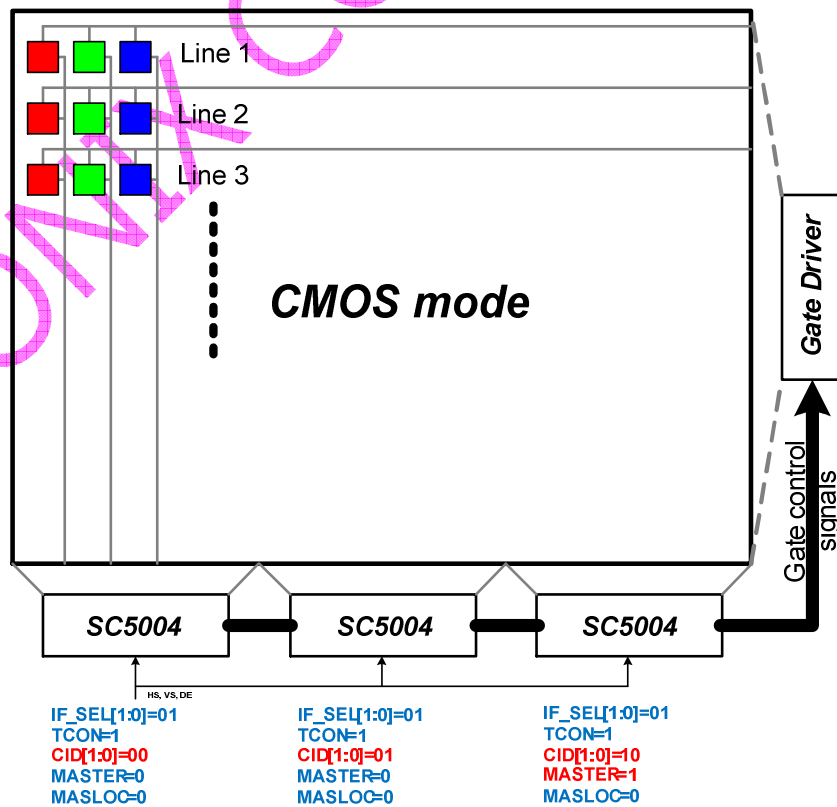 Line 1
Line 2
Line 3
CMOS mode
Gate Driver
Gate control
signals
SC5004
SC5004
SC5004
HS, VS, DE
IF_SEL[1:0]=01
TCON=1
CID[1:0]=00
MASTER=0
MASLOC=0
IF_SEL[1:0]=01
TCON=1
CID[1:0]=01
MASTER=0
MASLOC=0
IF_SEL[1:0]=01
TCON=1
CID[1:0]=10
MASTER=1
MASLOC=0